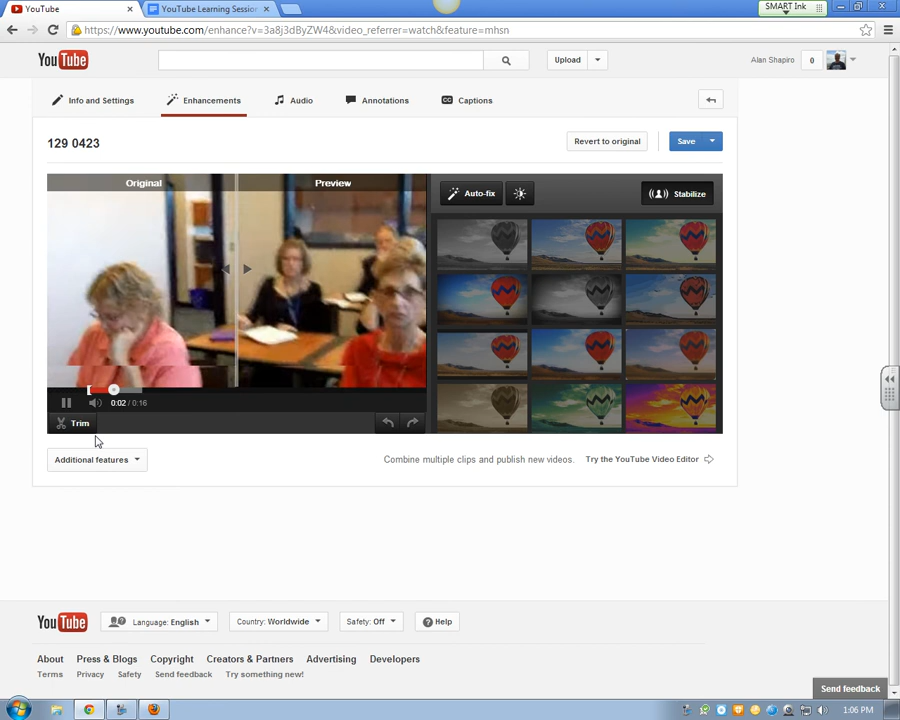 YouTube
YouTube Learning Session
SMART Ink
https://www.youtube.com/enhance?v=3a8j3dByZW4&video_referrer=watch&feature=mhsn
YouTube
Upload
Alan Shapiro
0
Info and Settings
Enhancements
Audio
Annotations
CC Captions
129 0423
Revert to original
Save
Original
Preview
Auto-fix
Stabilize
0:02 / 0:16
Trim
Additional features
Combine multiple clips and publish new videos.
Try the YouTube Video Editor
YouTube
Language: English
Country: Worldwide
Safety: Off
Help
About
Press & Blogs
Copyright
Creators & Partners
Advertising
Developers
Terms
Privacy
Safety
Send feedback
Try something new!
Send feedback
1:06 PM